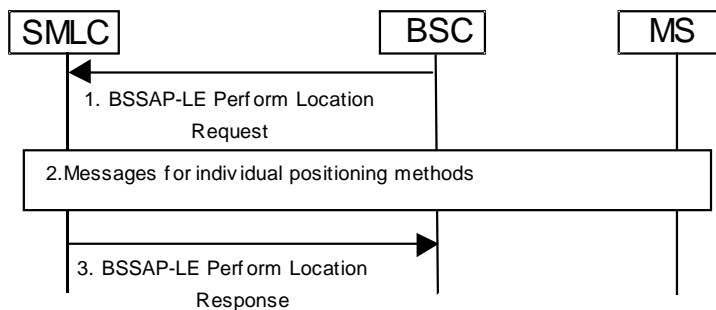 SMLC
BSC
MS
1. BSSAP-LE Perform Location
Request
2.Messages for individual positioning methods
3. BSSAP-LE Perform Location
Response